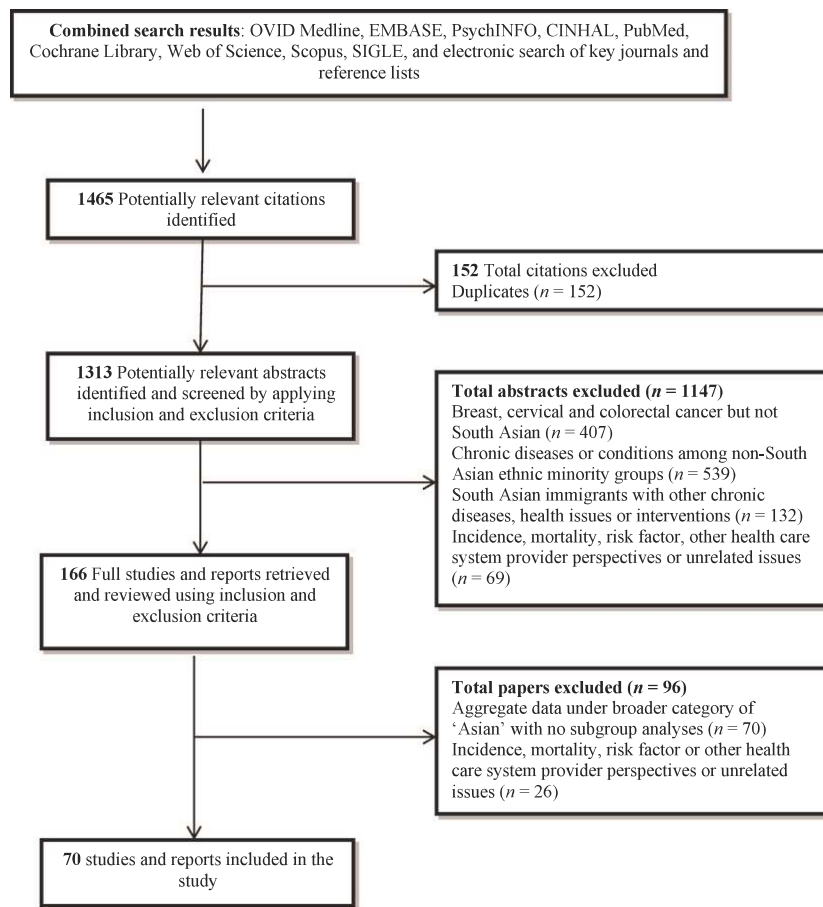 Combined search results: OVID Medline, EMBASE, PsychINFO, CINHAL, PubMed,
Cochrane Library, Web of Science, Scopus, SIGLE, and electronic search of key journals and
reference lists
1465 Potentially relevant citations
identified
152 Total citations excluded
Duplicates (n = 152)
1313 Potentially relevant abstracts
identified and screened by applying
inclusion and exclusion criteria
Total abstracts excluded (n = 1147)
Breast, cervical and colorectal cancer but not
South Asian (n = 407)
Chronic diseases or conditions among non-South
Asian ethnic minority groups (n = 539)
South Asian immigrants with other chronic
diseases, health issues or interventions (n = 132)
Incidence, mortality, risk factor, other health care
system provider perspectives or unrelated issues
(n = 69)
166 Full studies and reports retrieved
and reviewed using inclusion and
exclusion criteria
Total papers excluded (n = 96)
Aggregate data under broader category of
‘Asian’ with no subgroup analyses (n = 70)
Incidence, mortality, risk factor or other health
care system provider perspectives or unrelated
issues (n = 26)
70 studies and reports included in the
study